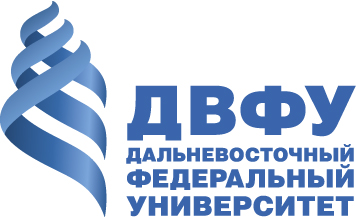 ДВФУ
ДАЛЬНЕВОСТОЧНЫЙ
ФЕДЕРАЛЬНЫЙ
УНИВЕРСИТЕТ